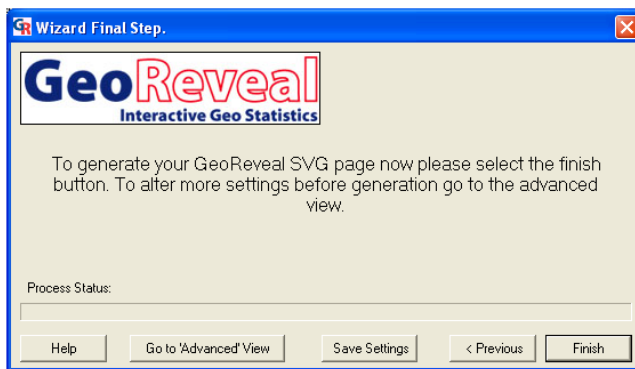 GR Wizard Final Step.
GeoReveal
Interactive Geo Statistics
To generate your GeoReveal SVG page now please select the finish
button. To alter more settings before generation go to the advanced
view.
Process Status:
Help Go to 'Advanced' View Save Settings < Previous Finish